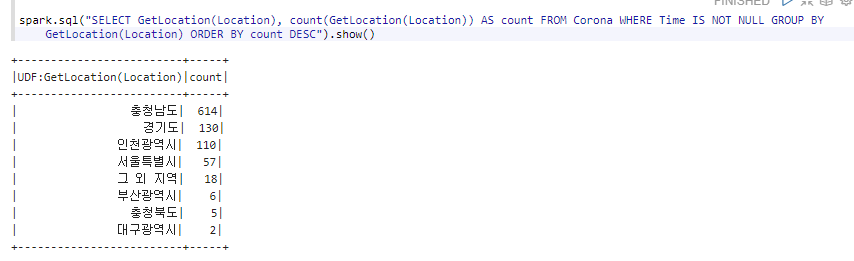 FINISHED
spark.sql("SELECT GetLocation(Location), count(GetLocation(Location)) AS count FROM Corona WHERE Time IS NOT NULL GROUP BY
GetLocation(Location) ORDER BY count DESC").show()
+------------------------+-----+
|UDF:GetLocation(Location)|count|
+------------------------+-----+
| 충청남도| 614|
| 경기도| 130|
| 인천광역시| 110|
| 서울특별시| 57|
| 그 외 지역| 18|
| 부산광역시| 6|
| 충청북도| 5|
| 대구광역시| 2|
+------------------------+-----+